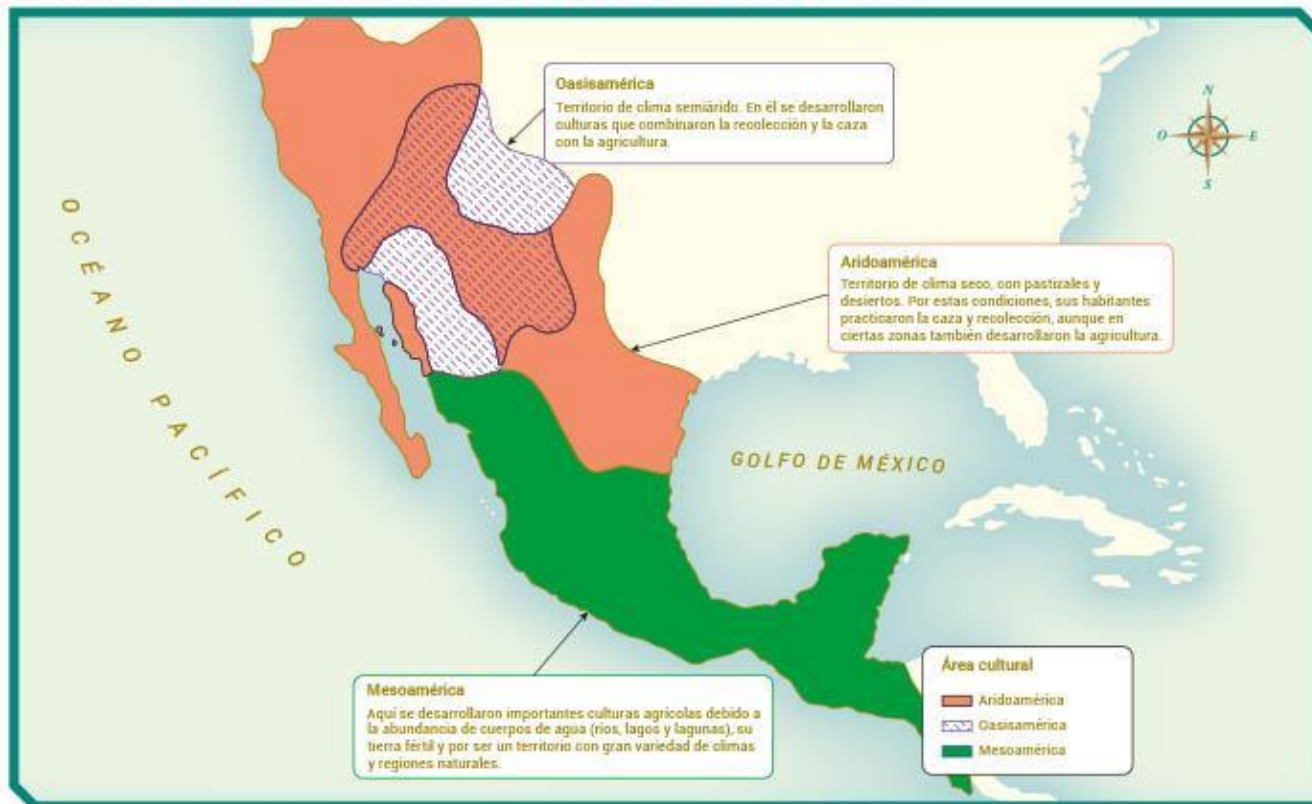 Oasisamérica
Territorio de clima semiárido. En él se desarrollaron
culturas que combinaron la recolección y la caza
con la agricultura.
N
O
E
S
OCÉANO PACÍFICO
Aridoamérica
Territorio de clima seco, con pastizales y
desiertos. Por estas condiciones, sus habitantes
practicaron la caza y recolección, aunque en
ciertas zonas también desarrollaron la agricultura.
GOLFO DE MÉXICO
Mesoamérica
Aquí se desarrollaron importantes culturas agrícolas debido a
la abundancia de cuerpos de agua (ríos, lagos y lagunas), su
tierra fértil y por ser un territorio con gran variedad de climas
y regiones naturales.
Área cultural
Aridoamérica
Oasisamérica
Mesoamérica